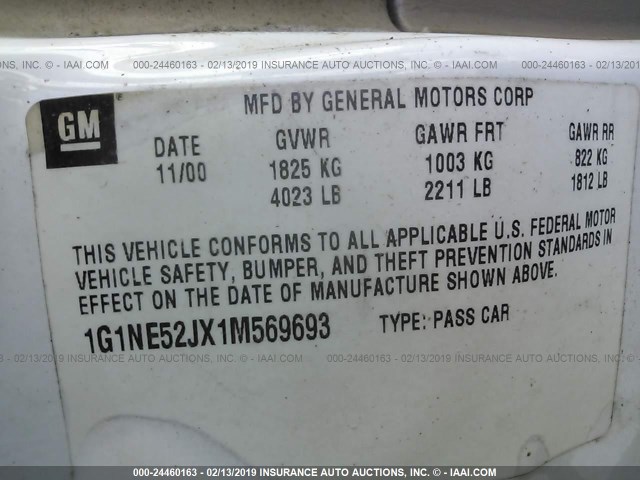 000-24460163 - 02/13/2019 INSURANCE AUTO AUCTIONS, INC. - © - IAAI.COM
GM
MFD BY GENERAL MOTORS CORP
DATE GVWR GAWR FRT GAWR RR
11/00 1825 KG 1003 KG 822 KG
4023 LB 2211 LB 1812 LB
THIS VEHICLE CONFORMS TO ALL APPLICABLE U.S. FEDERAL MOTOR
VEHICLE SAFETY, BUMPER, AND THEFT PREVENTION STANDARDS IN
EFFECT ON THE DATE OF MANUFACTURE SHOWN ABOVE.
1G1NE52JX1M569693 TYPE: PASS CAR
000-24460163 - 02/13/2019 INSURANCE AUTO AUCTIONS, INC. - © - IAAI.COM
000-24460163 - 02/13/2019 INSURANCE AUTO AUCTIONS, INC. - © - IAAI.COM